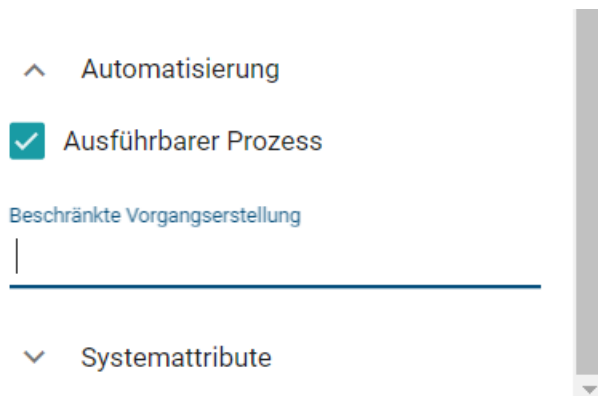 Automatisierung
Ausführbarer Prozess
Beschränkte Vorgangserstellung
Systemattribute